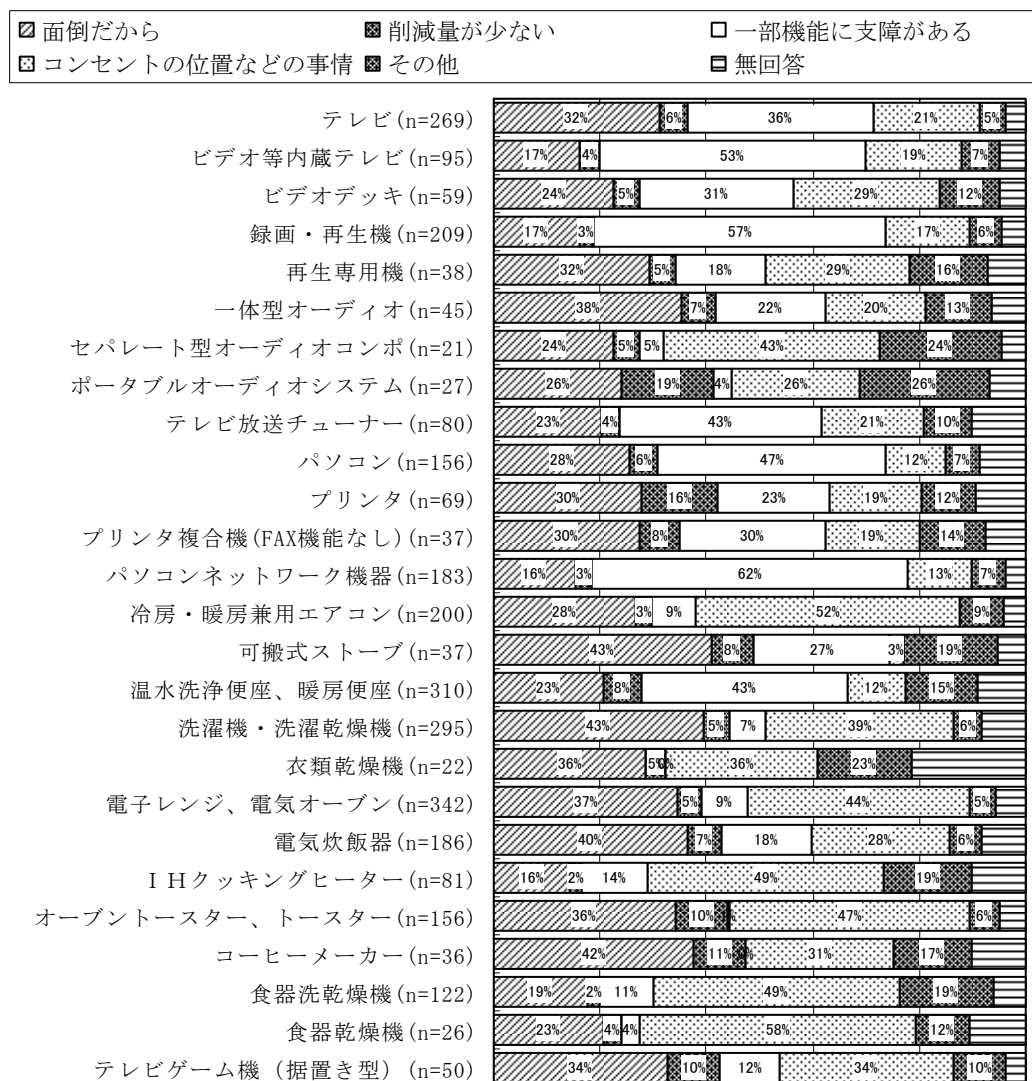 面倒だから 削減量が少ない 一部機能に支障がある
コンセントの位置などの事情 その他 無回答
テレビ(n=269) 32% 6% 36% 21% 5%
ビデオ等内蔵テレビ(n=95) 17% 4% 53% 19% 7%
ビデオデッキ(n=59) 24% 5% 31% 29% 12%
録画・再生機(n=209) 17% 3% 57% 17% 6%
再生専用機(n=38) 32% 5% 18% 29% 16%
一体型オーディオ(n=45) 38% 7% 22% 20% 13%
セパレート型オーディオコンポ(n=21) 24% 5% 5% 43% 24%
ポータブルオーディオシステム(n=27) 26% 19% 4% 26% 26%
テレビ放送チューナー(n=80) 23% 4% 43% 21% 10%
パソコン(n=156) 28% 6% 47% 12% 7%
プリンタ(n=69) 30% 16% 23% 19% 12%
プリンタ複合機(FAX機能なし)(n=37) 30% 8% 30% 19% 14%
パソコンネットワーク機器(n=183) 16% 3% 62% 13% 7%
冷房・暖房兼用エアコン(n=200) 28% 3% 9% 52% 9%
可搬式ストーブ(n=37) 43% 8% 27% 3% 19%
温水洗浄便座、暖房便座(n=310) 23% 8% 43% 12% 15%
洗濯機・洗濯乾燥機(n=295) 43% 5% 7% 39% 6%
衣類乾燥機(n=22) 36% 5% 36% 23%
電子レンジ、電気オーブン(n=342) 37% 5% 9% 44% 5%
電気炊飯器(n=186) 40% 7% 18% 28% 6%
ＩＨクッキングヒーター(n=81) 16% 2% 14% 49% 19%
オーブントースター、トースター(n=156) 36% 10% 47% 6%
コーヒーメーカー(n=36) 42% 11% 31% 17%
食器洗乾燥機(n=122) 19% 2% 11% 49% 19%
食器乾燥機(n=26) 23% 4% 4% 58% 12%
テレビゲーム機（据置き型）(n=50) 34% 10% 12% 34% 10%